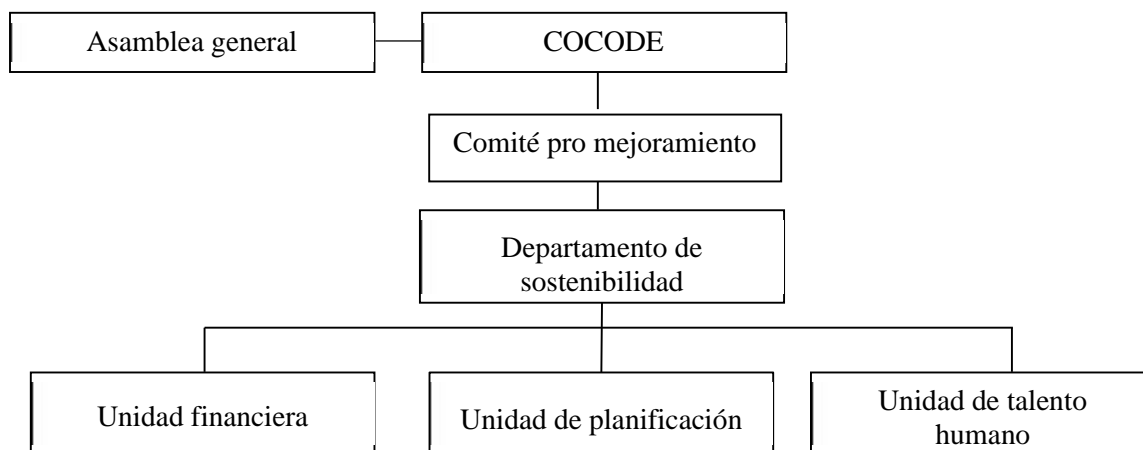 Asamblea general
COCODE
Comité pro mejoramiento
Departamento de
sostenibilidad
Unidad financiera
Unidad de planificación
Unidad de talento
humano